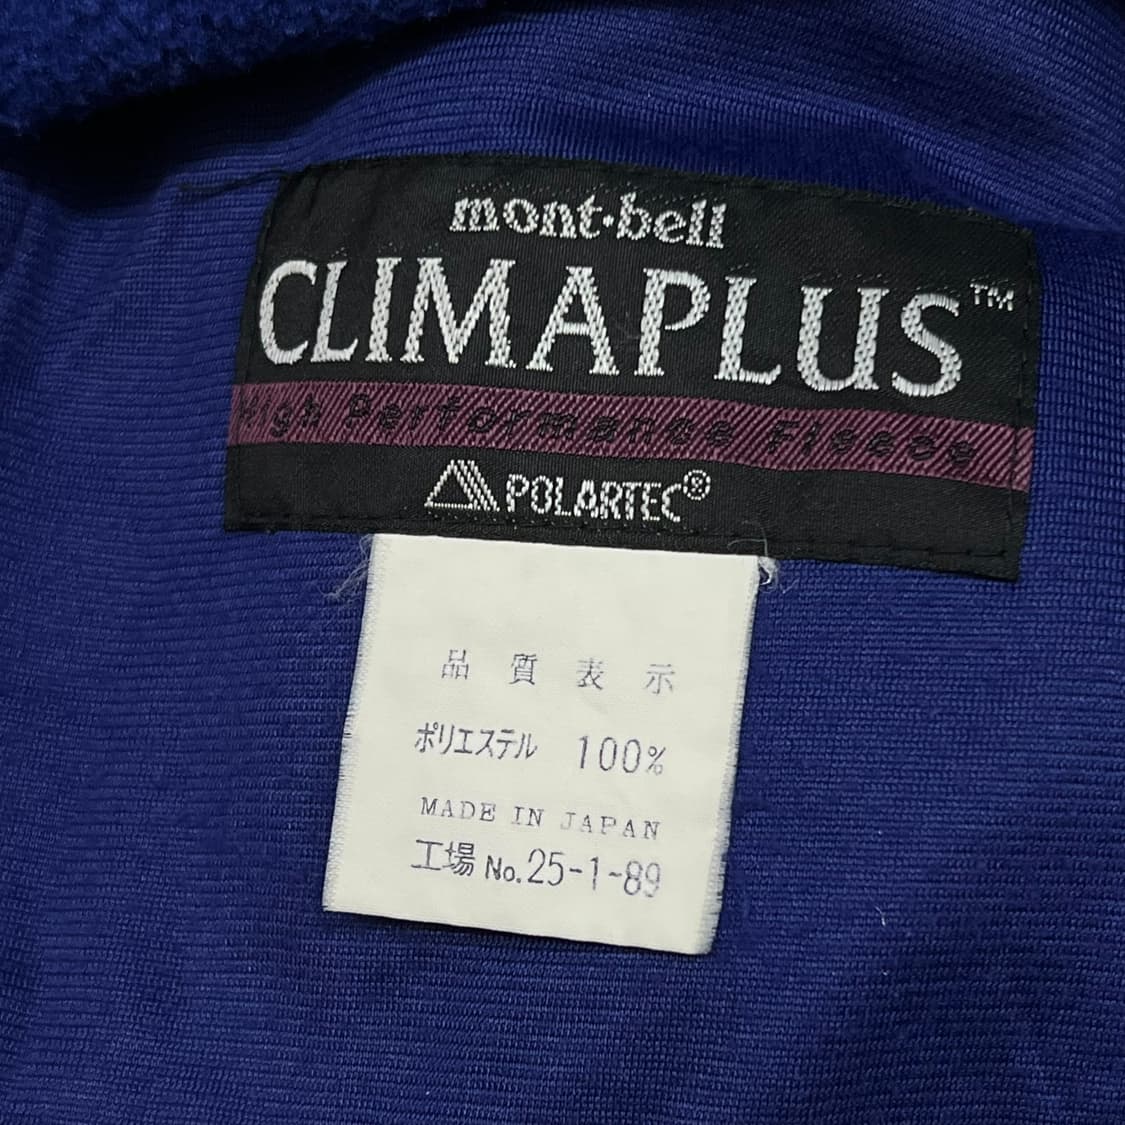 mont·bell
CLIMAPLUS™
High Performance Fleece
POLARTEC®
品質表示
ポリエステル 100%
MADE IN JAPAN
工場 No.25-1-89